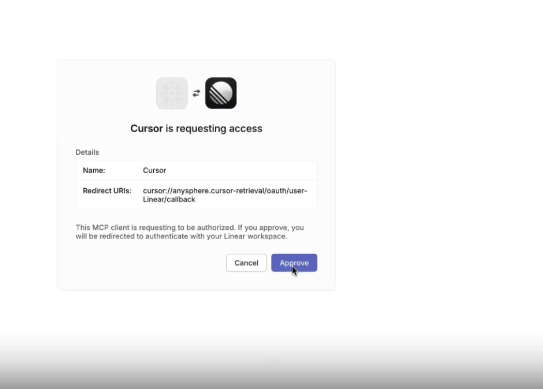 Cursor is requesting access
Details
Name: Cursor
Redirect URIs: cursor://anysphere.cursor-retrieval/oauth/user-
Linear/callback
This MCP client is requesting to be authorized. If you approve, you
will be redirected to authenticate with your Linear workspace.
Cancel Approve